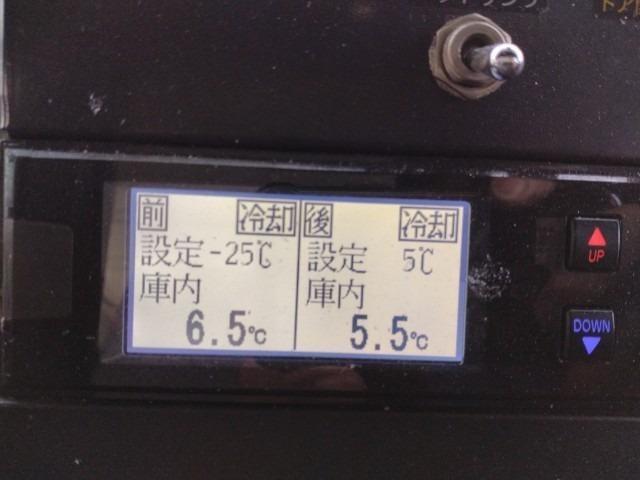 前 冷却 後 冷却
設定 -25℃ 設定 5℃
庫内 庫内
6.5℃ 5.5℃
UP
DOWN